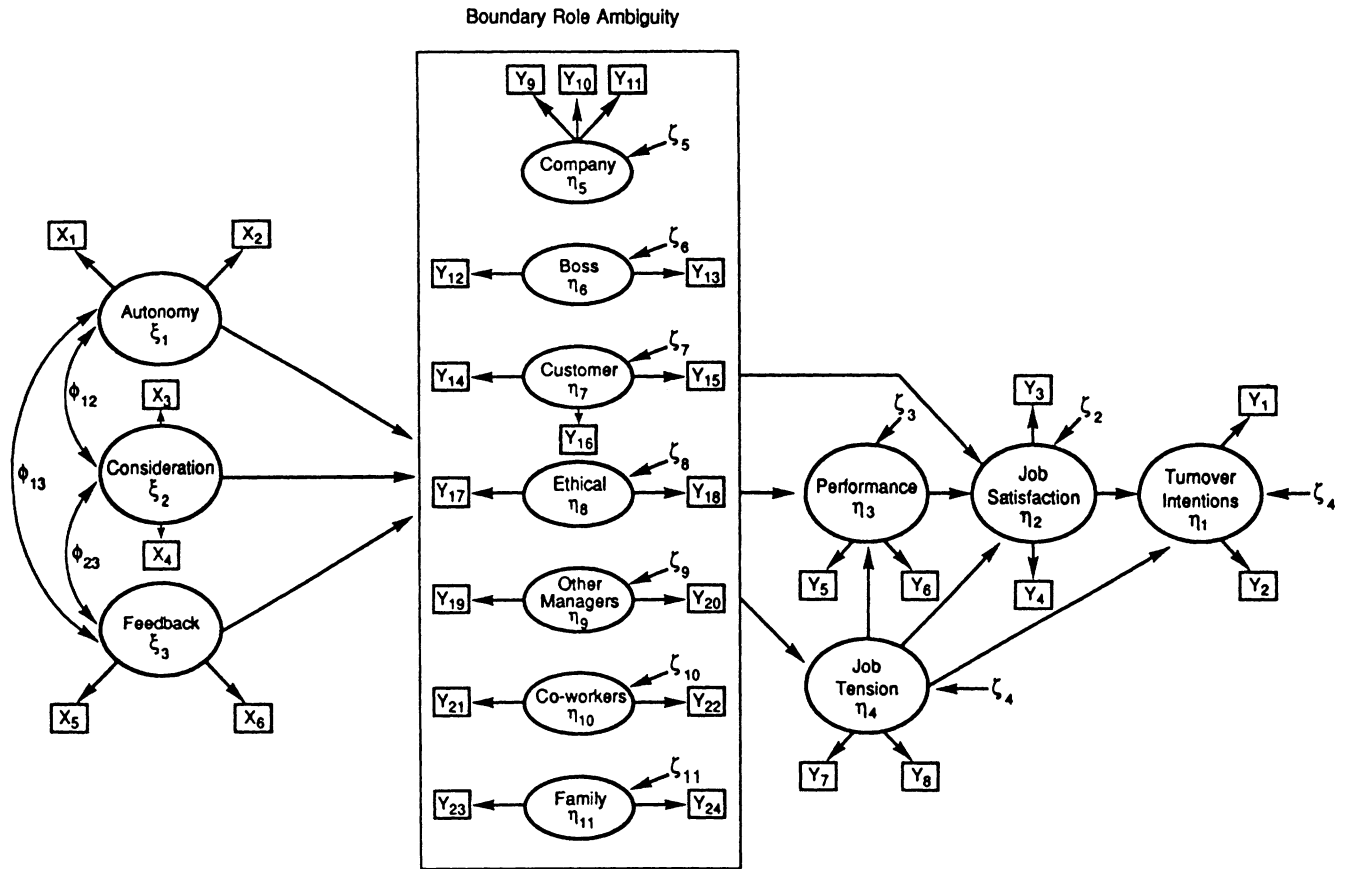 Boundary Role Ambiguity
Y9 Y10 Y11
ζ5
Company
η5
X1 X2
Autonomy
ξ1
ϕ12
X3
Consideration
ξ2
ϕ13
X4
ϕ23
Feedback
ξ3
X5 X6
ζ6
Y12 Boss Y13
η6
ζ7
Y14 Customer Y15
η7
Y16
ζ8
Y17 Ethical Y18
η8
ζ9
Y19 Other Y20
Managers
η9
ζ10
Y21 Co-workers Y22
η10
ζ11
Y23 Family Y24
η11
ζ3
Performance
η3
Y5 Y6
Y3
ζ2
Job
Satisfaction
η2
Y4
Y1
Turnover
Intentions
η1
ζ4
Y2
Job
Tension
η4
ζ4
Y7 Y8